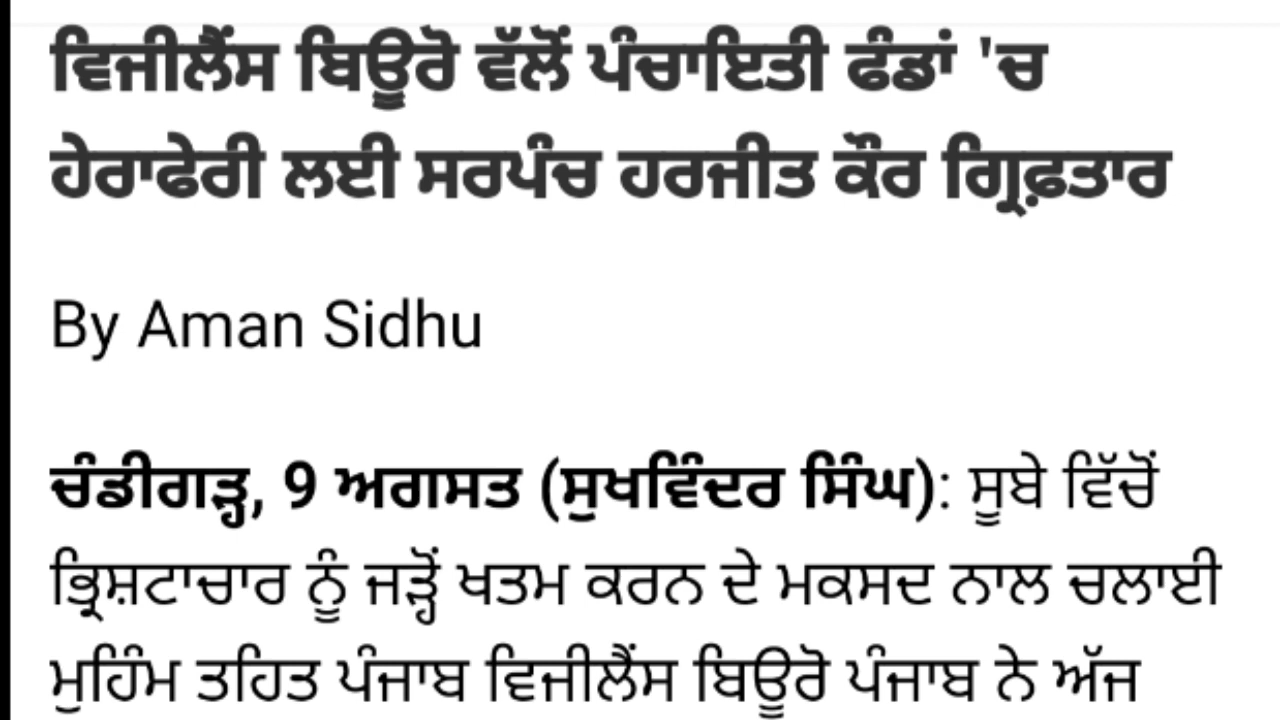 ਵਿਜੀਲੈਂਸ ਬਿਊਰੋ ਵੱਲੋਂ ਪੰਚਾਇਤੀ ਫੰਡਾਂ 'ਚ
ਹੇਰਾਫੇਰੀ ਲਈ ਸਰਪੰਚ ਹਰਜੀਤ ਕੌਰ ਗ੍ਰਿਫ਼ਤਾਰ
By Aman Sidhu
ਚੰਡੀਗੜ੍ਹ, 9 ਅਗਸਤ (ਸੁਖਵਿੰਦਰ ਸਿੰਘ): ਸੂਬੇ ਵਿੱਚੋਂ
ਭ੍ਰਿਸ਼ਟਾਚਾਰ ਨੂੰ ਜੜ੍ਹੋਂ ਖਤਮ ਕਰਨ ਦੇ ਮਕਸਦ ਨਾਲ ਚਲਾਈ
ਮੁਹਿੰਮ ਤਹਿਤ ਪੰਜਾਬ ਵਿਜੀਲੈਂਸ ਬਿਊਰੋ ਪੰਜਾਬ ਨੇ ਅੱਜ